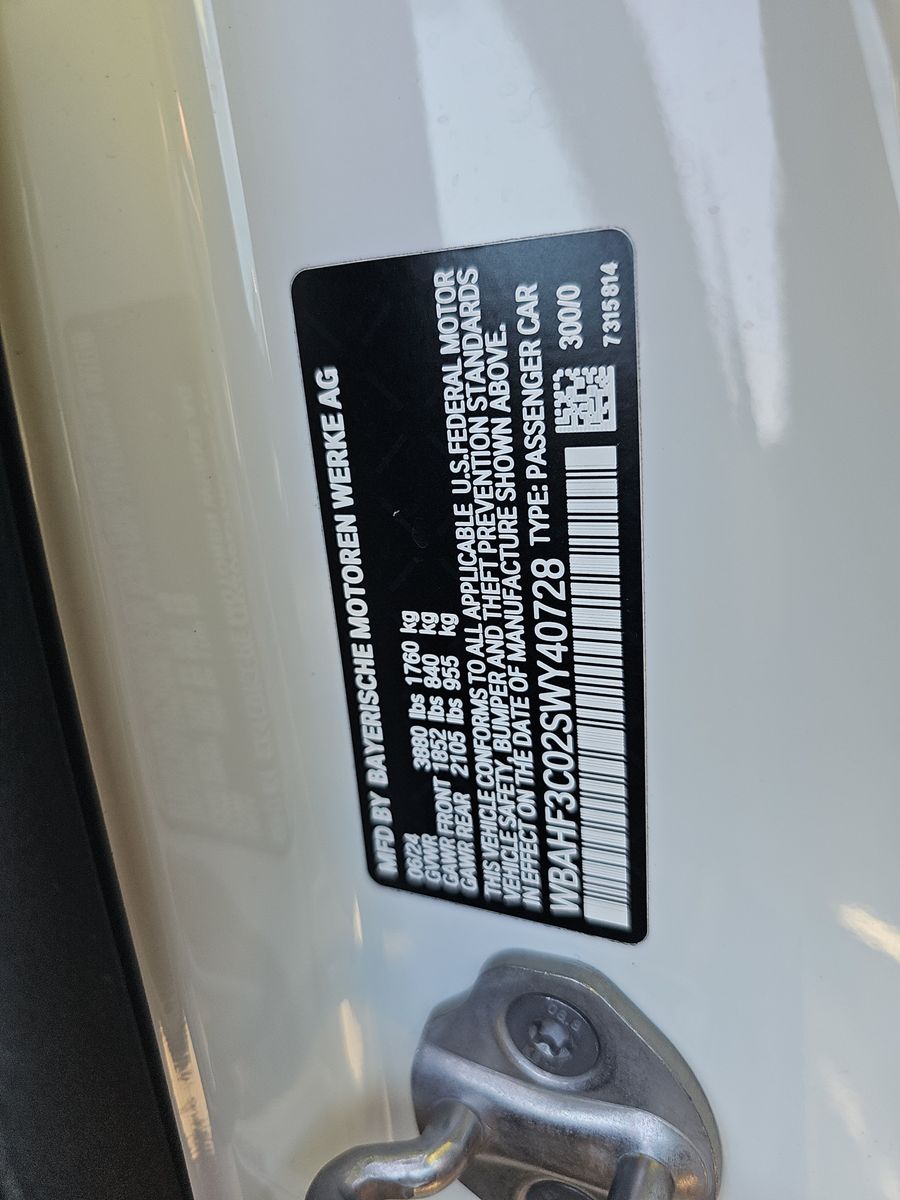 MFD BY BAYERISCHE MOTOREN WERKE AG
06/24
GVWR 3880 lbs 1760 kg
GAWR FRONT 1852 lbs 840 kg
GAWR REAR 2105 lbs 955 kg
THIS VEHICLE CONFORMS TO ALL APPLICABLE U.S.FEDERAL MOTOR
VEHICLE SAFETY, BUMPER AND THEFT PREVENTION STANDARDS
IN EFFECT ON THE DATE OF MANUFACTURE SHOWN ABOVE.
WBAHF3C02SWY40728 TYPE: PASSENGER CAR
300/0
7 315 814
08.8